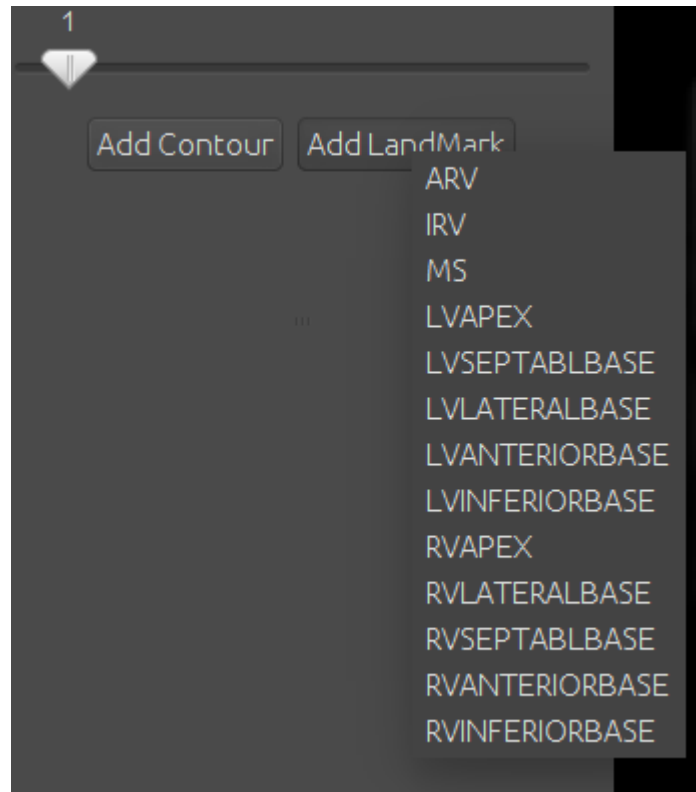 1
Add Contour Add LandMark
ARV
IRV
MS
LVAPEX
LVSEPTABLBASE
LVLATERALBASE
LVANTERIORBASE
LVINFERIORBASE
RVAPEX
RVLATERALBASE
RVSEPTABLBASE
RVANTERIORBASE
RVINFERIORBASE